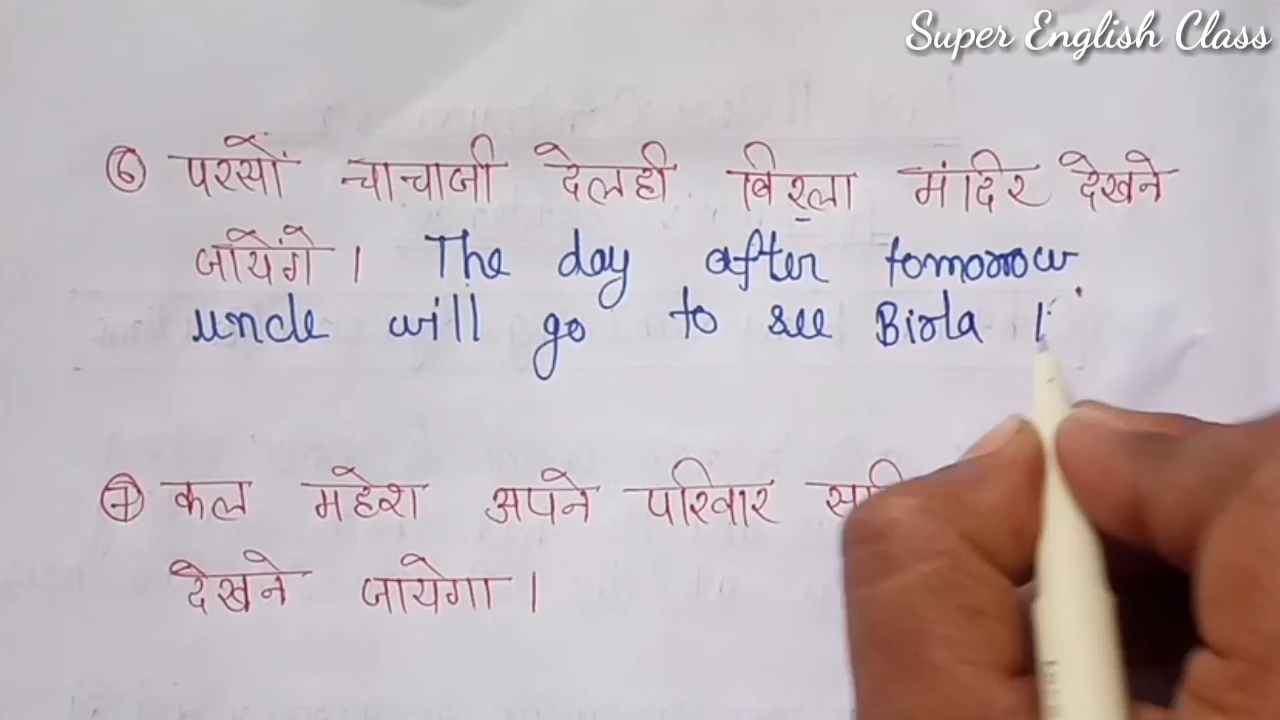 Super English Class
⑥ परसों चाचाजी देलही बिरला मंदिर देखने
जायेंगे । The day after tomorrow
uncle will go to see Birla
⑦ कल महेश अपने परिवार
देखने जायेगा ।